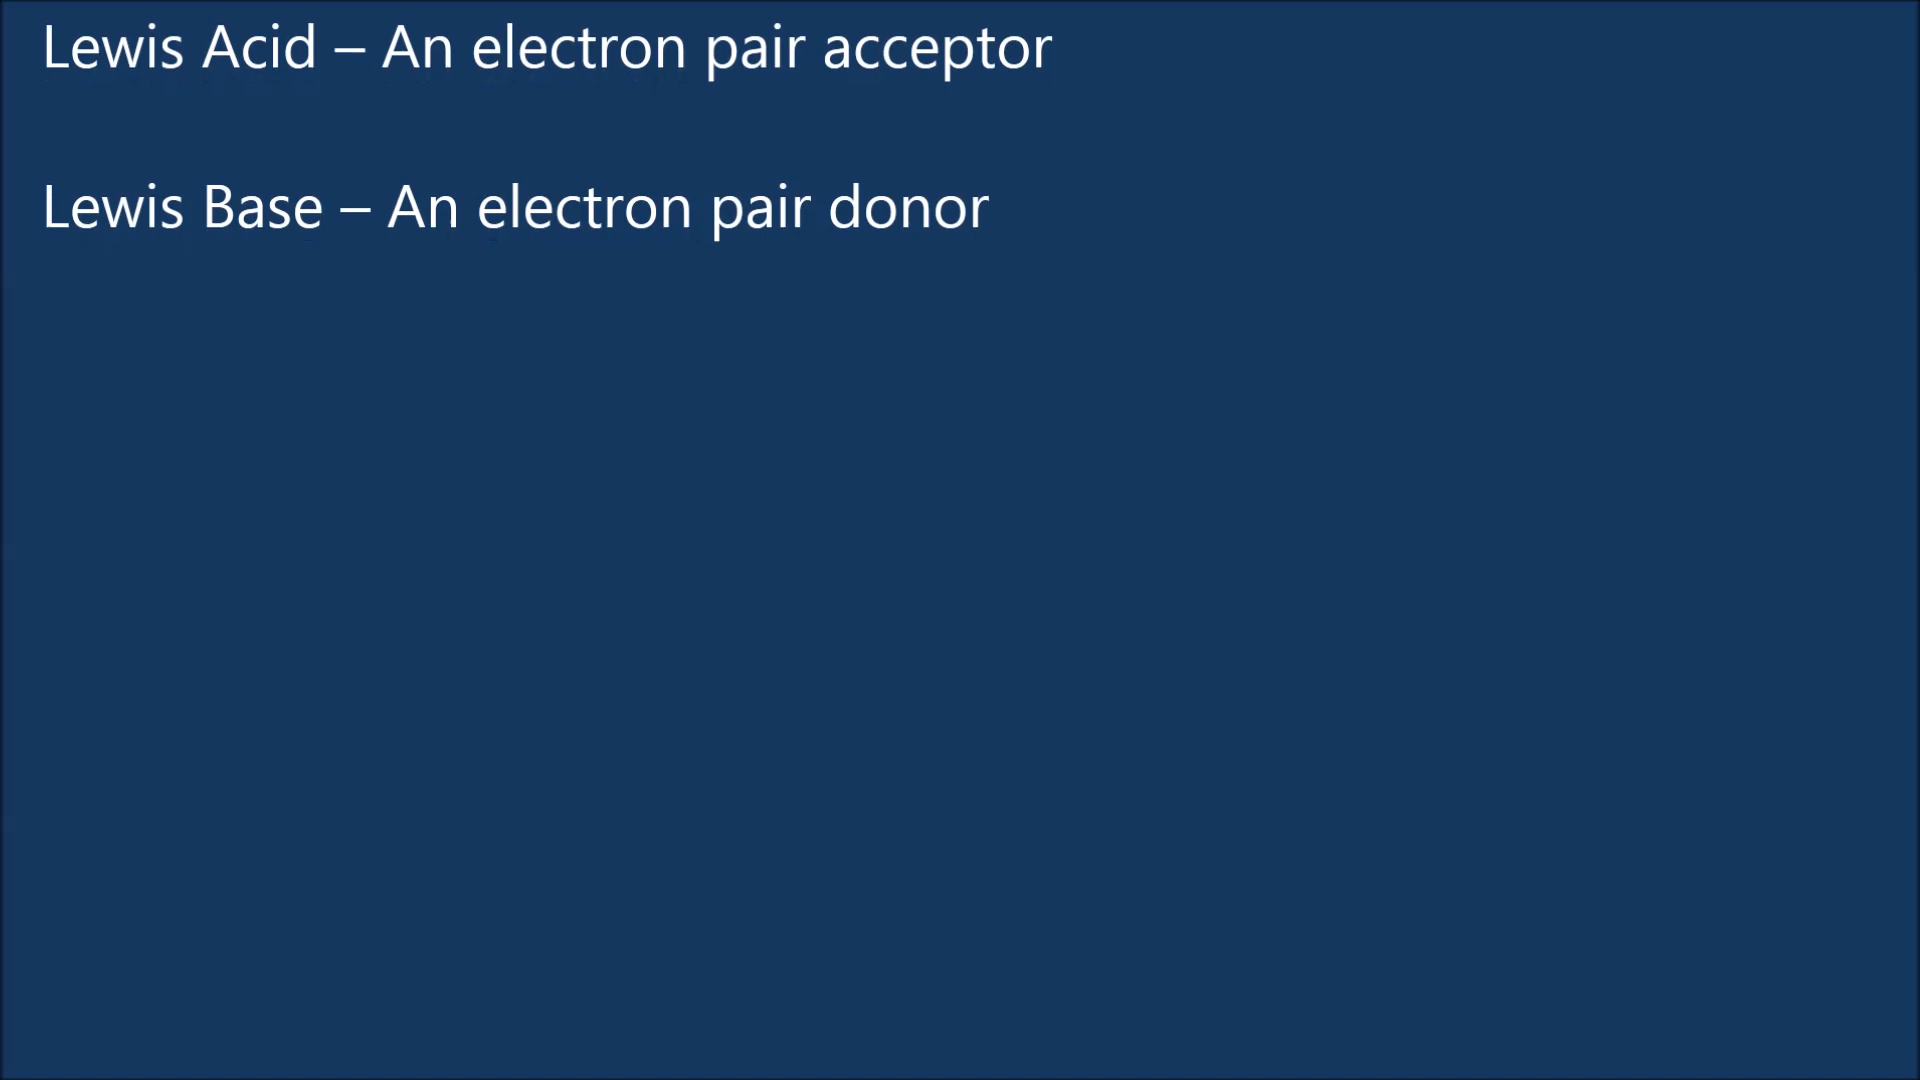 Lewis Acid – An electron pair acceptor
Lewis Base – An electron pair donor